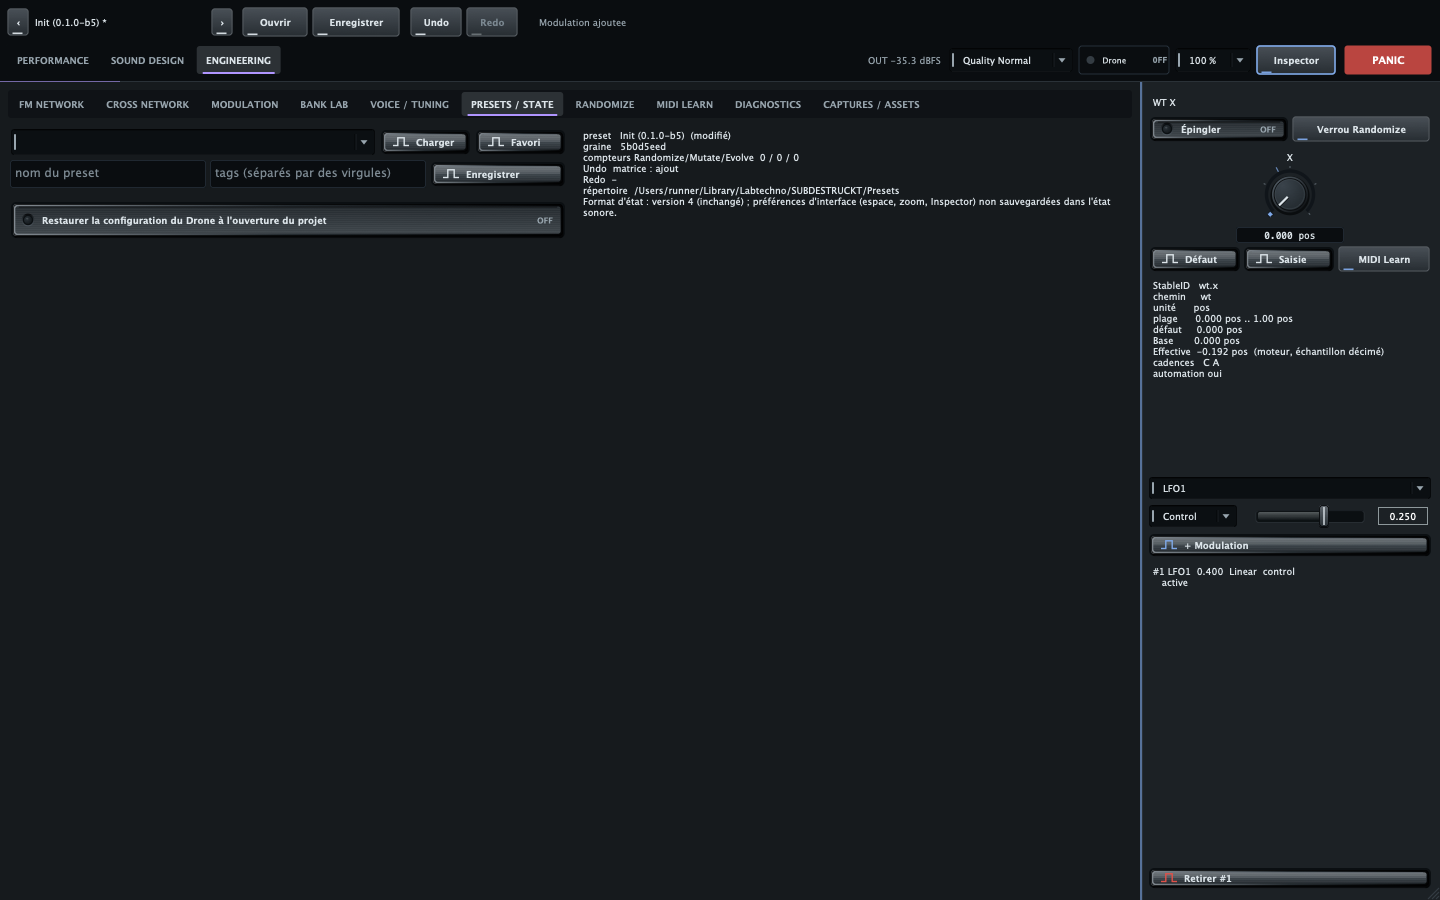 ‹ Init (0.1.0-b5) * › Ouvrir Enregistrer Undo Redo Modulation ajoutee
PERFORMANCE SOUND DESIGN ENGINEERING OUT -35.3 dBFS Quality Normal Drone OFF 100 % Inspector PANIC
FM NETWORK CROSS NETWORK MODULATION BANK LAB VOICE / TUNING PRESETS / STATE RANDOMIZE MIDI LEARN DIAGNOSTICS CAPTURES / ASSETS
Charger Favori
nom du preset tags (séparés par des virgules) Enregistrer
Restaurer la configuration du Drone à l'ouverture du projet OFF
preset Init (0.1.0-b5) (modifié)
graine 5b0d5eed
compteurs Randomize/Mutate/Evolve 0 / 0 / 0
Undo matrice : ajout
Redo -
répertoire /Users/runner/Library/Labtechno/SUBDESTRUCKT/Presets
Format d'état : version 4 (inchangé) ; préférences d'interface (espace, zoom, Inspector) non sauvegardées dans l'état
sonore.
WT X
Épingler OFF Verrou Randomize
X
0.000 pos
Défaut Saisie MIDI Learn
StableID wt.x
chemin wt
unité pos
plage 0.000 pos .. 1.00 pos
défaut 0.000 pos
Base 0.000 pos
Effective -0.192 pos (moteur, échantillon décimé)
cadences C A
automation oui
LFO1
Control 0.250
+ Modulation
#1 LFO1 0.400 Linear control
active
Retirer #1